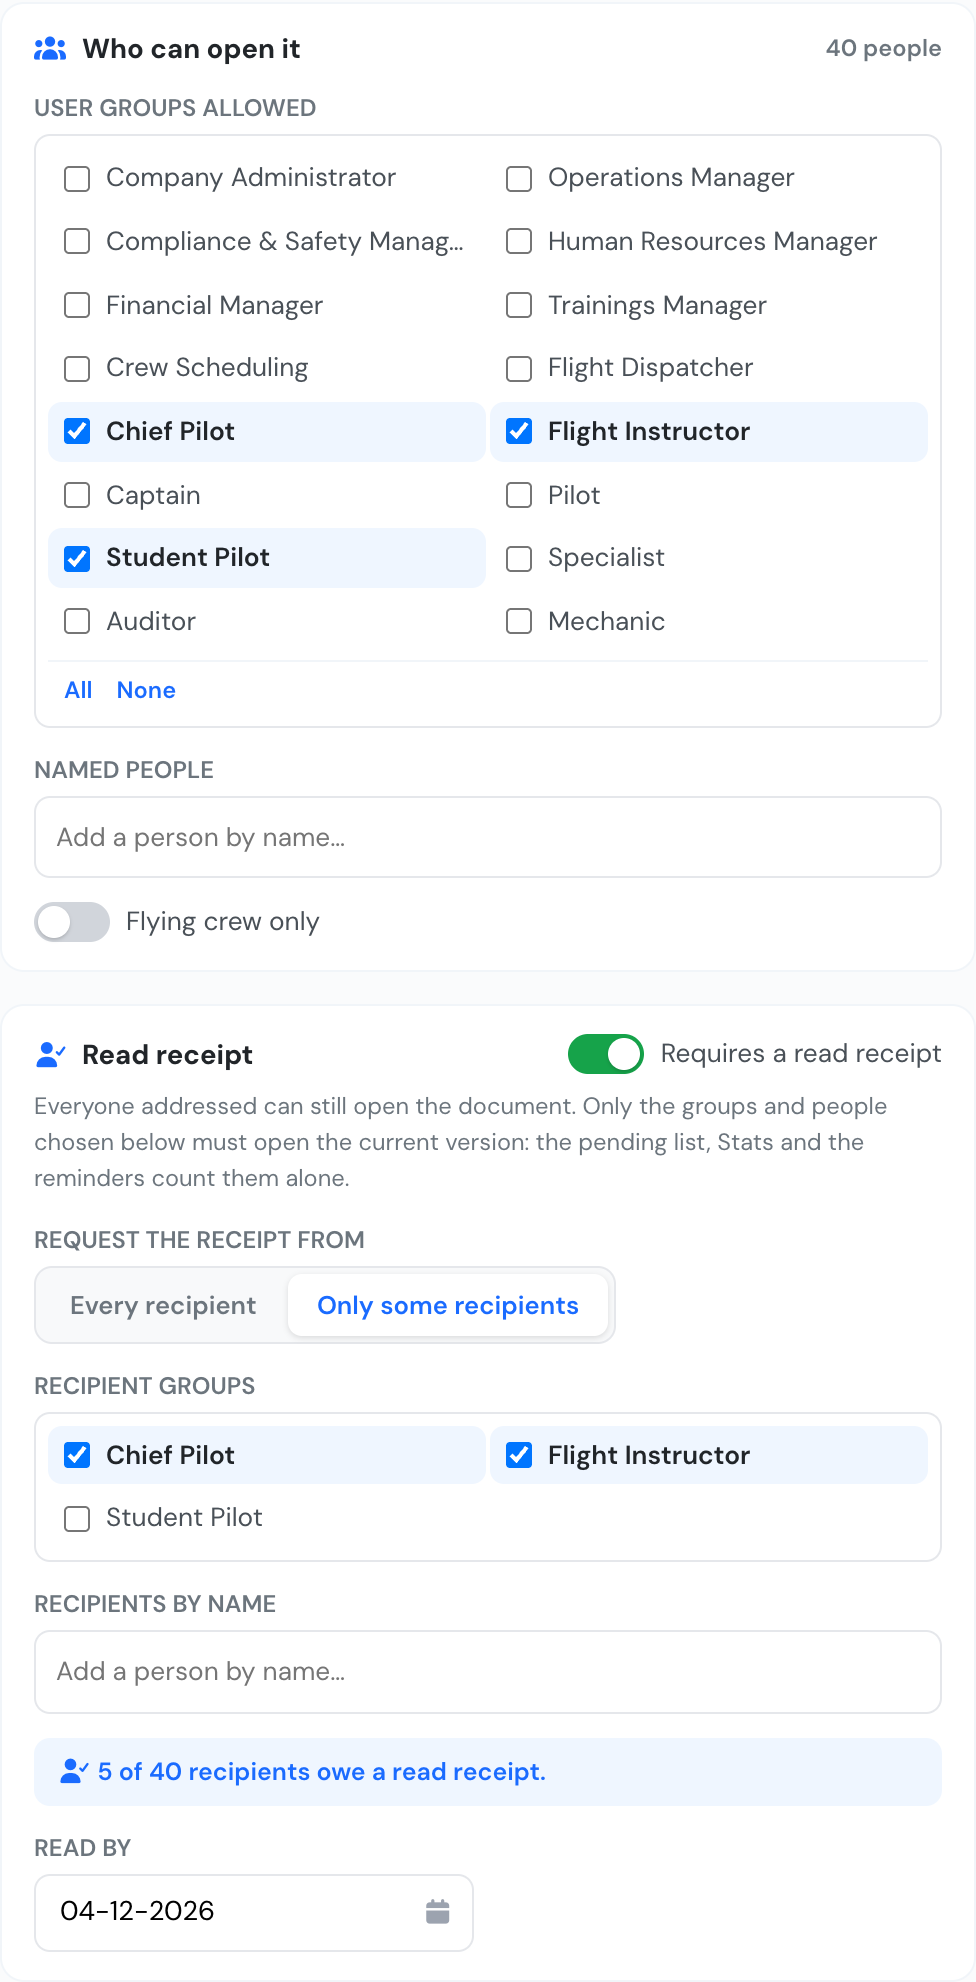 Who can open it
40 people
USER GROUPS ALLOWED
Company Administrator
Operations Manager
Compliance & Safety Manag...
Human Resources Manager
Financial Manager
Trainings Manager
Crew Scheduling
Flight Dispatcher
Chief Pilot
Flight Instructor
Captain
Pilot
Student Pilot
Specialist
Auditor
Mechanic
All None
NAMED PEOPLE
Add a person by name...
Flying crew only
Read receipt
Requires a read receipt
Everyone addressed can still open the document. Only the groups and people
chosen below must open the current version: the pending list, Stats and the
reminders count them alone.
REQUEST THE RECEIPT FROM
Every recipient
Only some recipients
RECIPIENT GROUPS
Chief Pilot
Flight Instructor
Student Pilot
RECIPIENTS BY NAME
Add a person by name...
5 of 40 recipients owe a read receipt.
READ BY
04-12-2026